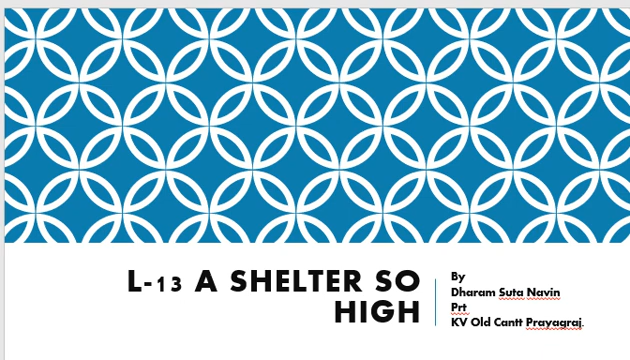 L-13 A SHELTER SO
HIGH
By
Dharam Suta Navin
Prt
KV Old Cantt Prayagraj.